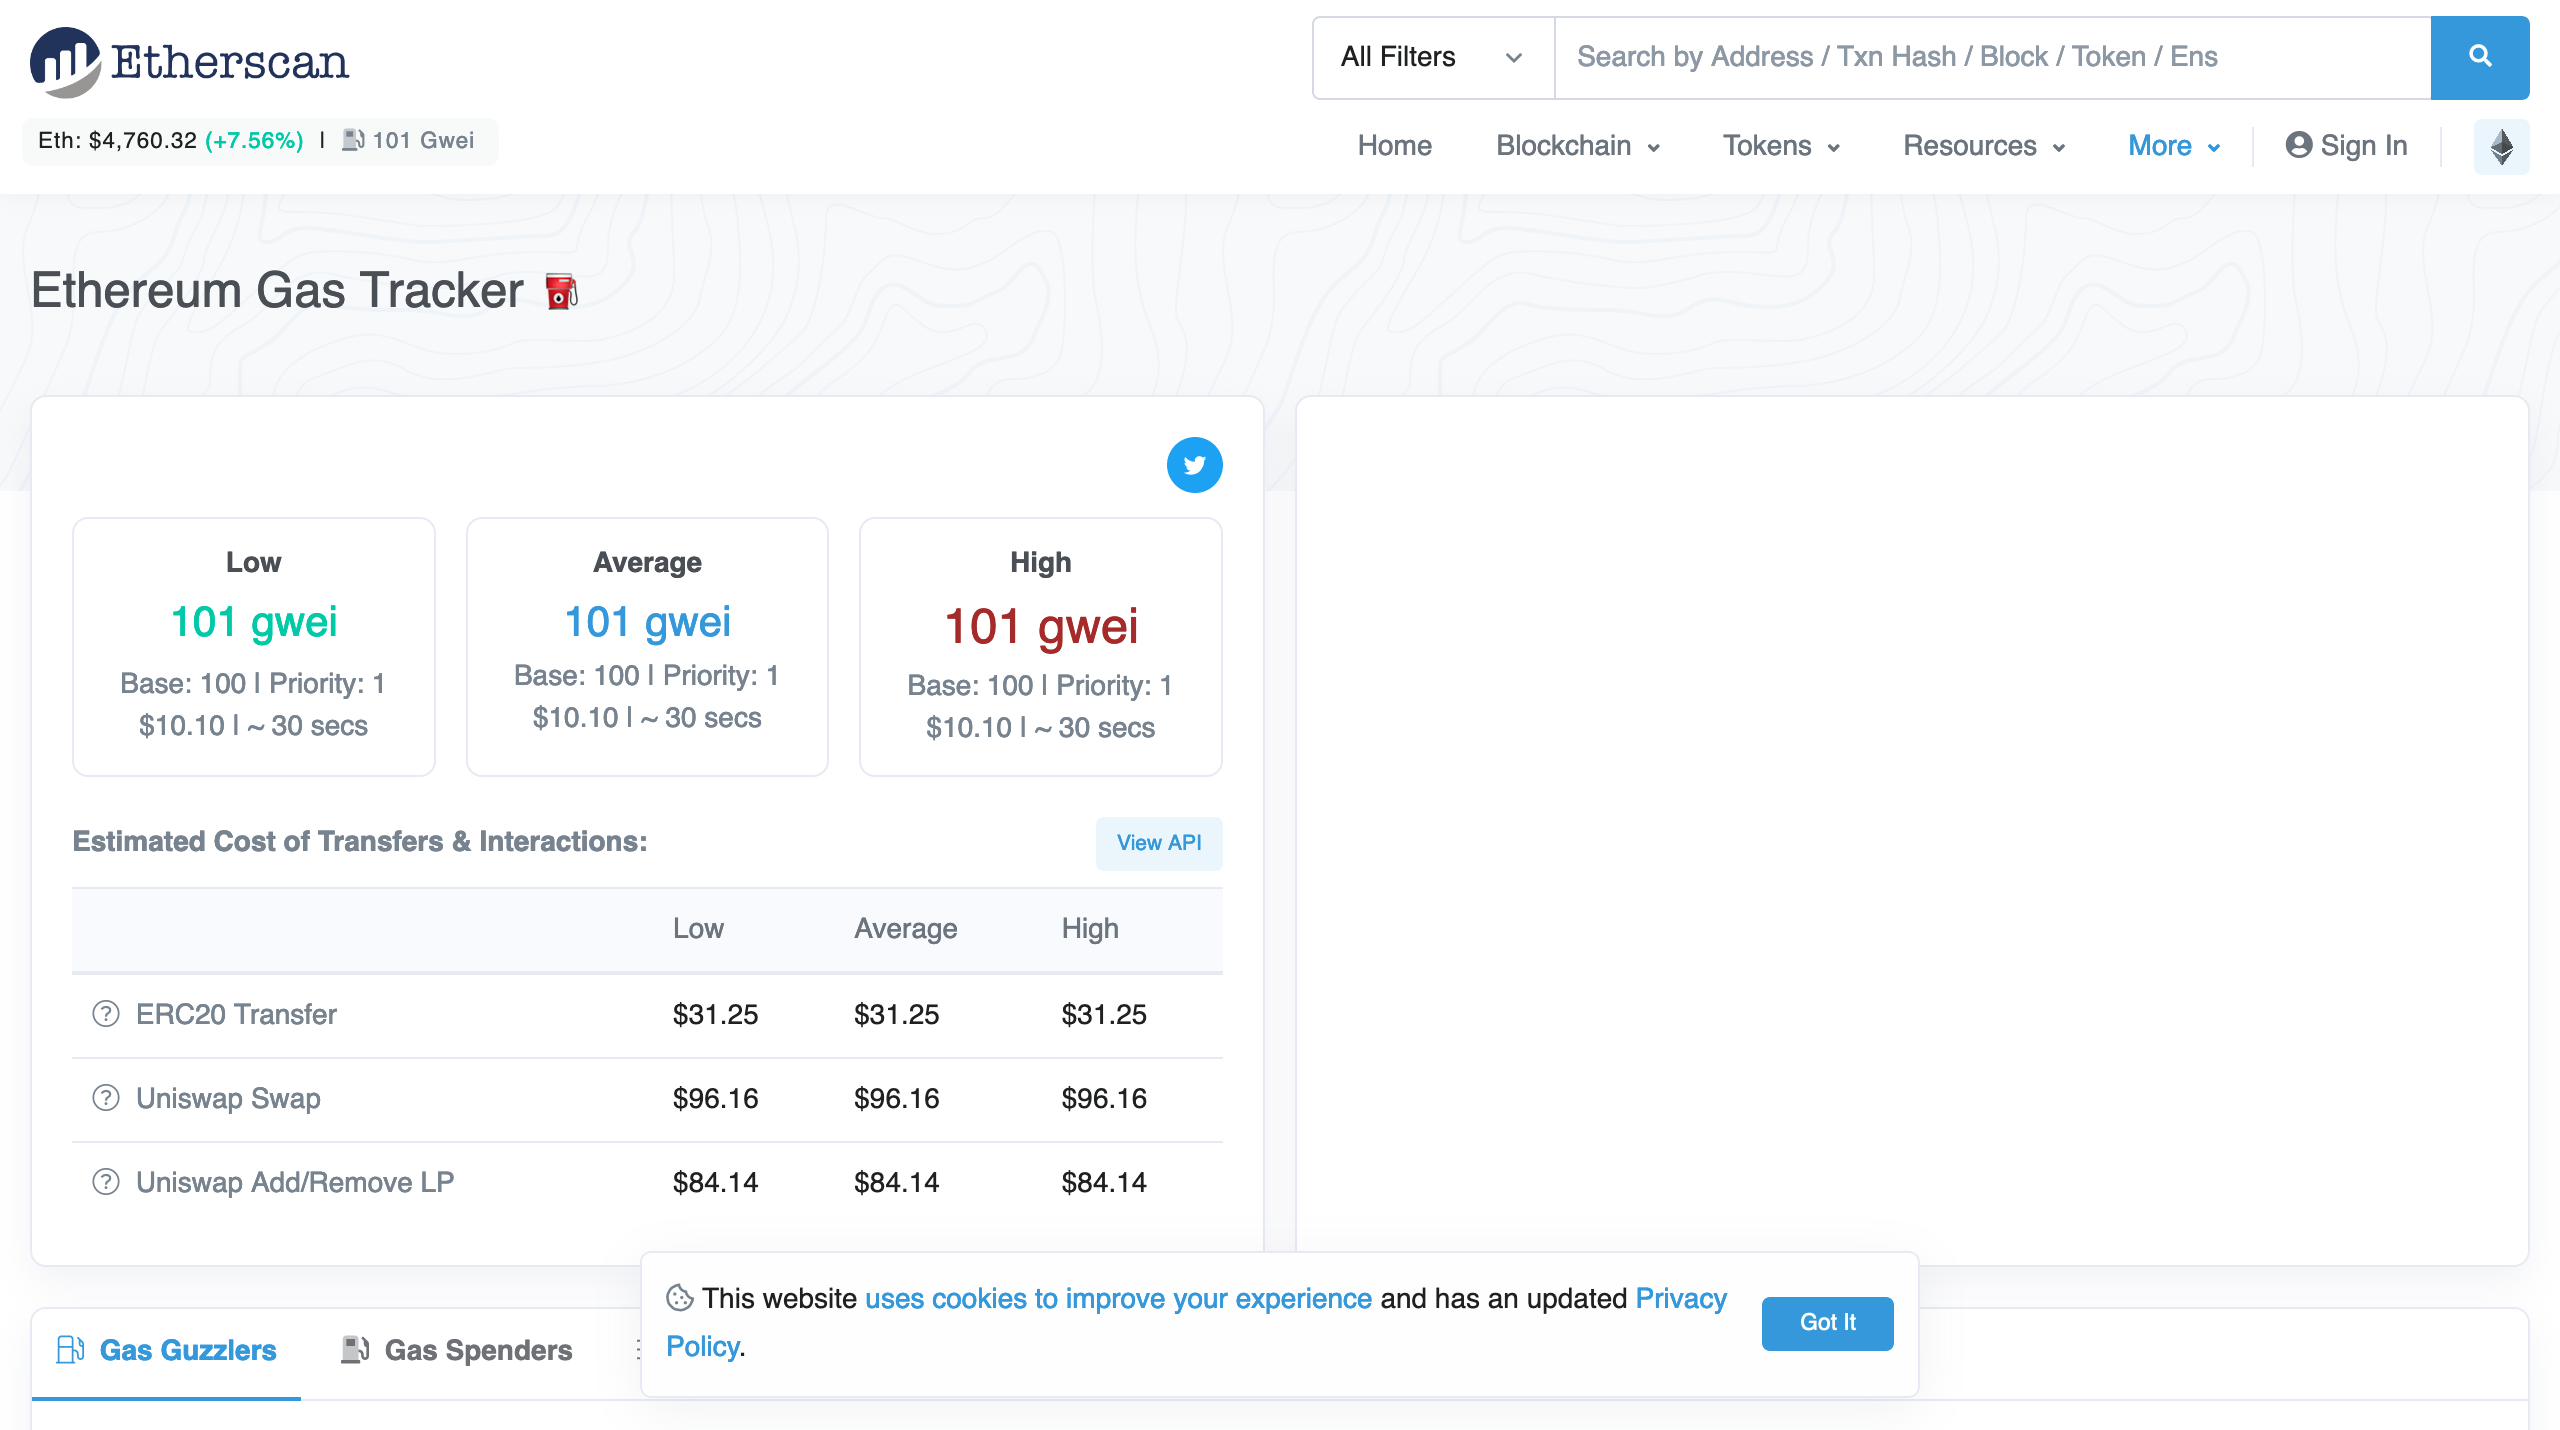 Etherscan
All Filters
Search by Address / Txn Hash / Block / Token / Ens
Eth: $4,760.32 (+7.56%) | 101 Gwei
Home Blockchain Tokens Resources More Sign In
Ethereum Gas Tracker
Low
101 gwei
Base: 100 | Priority: 1
$10.10 | ~ 30 secs
Average
101 gwei
Base: 100 | Priority: 1
$10.10 | ~ 30 secs
High
101 gwei
Base: 100 | Priority: 1
$10.10 | ~ 30 secs
Estimated Cost of Transfers & Interactions:
View API
Low Average High
ERC20 Transfer $31.25 $31.25 $31.25
Uniswap Swap $96.16 $96.16 $96.16
Uniswap Add/Remove LP $84.14 $84.14 $84.14
This website uses cookies to improve your experience and has an updated Privacy
Policy.
Got It
Gas Guzzlers Gas Spenders